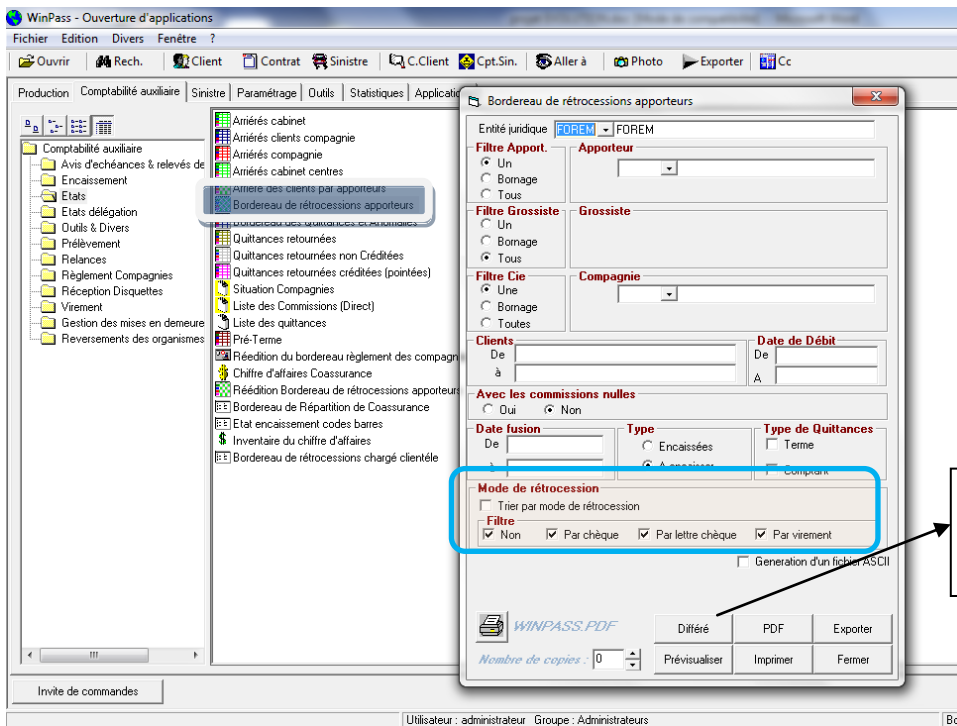 WinPass - Ouverture d'applications
Fichier Edition Divers Fenêtre ?
Ouvrir Rech. Client Contrat Sinistre C.Client Cpt.Sin. Aller à Photo Exporter Cc
Production Comptabilité auxiliaire Sinistre Paramétrage Outils Statistiques
Comptabilité auxiliaire
Avis d'echéances & relevés de
Encaissement
Etats
Etats délégation
Outils & Divers
Prélèvement
Relances
Règlement Compagnies
Réception Disquettes
Virement
Gestion des mises en demeure
Reversements des organismes
Arriérés cabinet
Arriérés clients compagnie
Arriérés compagnie
Arriérés cabinet centres
Arriéré des clients par apporteurs
Bordereau de rétrocessions apporteurs
Bordereau des Quittances et Anomalies
Quittances retournées
Quittances retournées non Créditées
Quittances retournées créditées (pointées)
Situation Compagnies
Liste des Commissions (Direct)
Liste des quittances
Pré-Terme
Réedition du bordereau règlement des compagn
Chiffre d'affaires Coassurance
Réédition Bordereau de rétrocessions apporteurs
Bordereau de Répartition de Coassurance
Etat encaissement codes barres
Inventaire du chiffre d'affaires
Bordereau de rétrocessions chargé clientéle
Bordereau de rétrocessions apporteurs
Entité juridique FOREM FOREM
Filtre Apport. Apporteur
Un
Bornage
Tous
Filtre Grossiste Grossiste
Un
Bornage
Tous
Filtre Cie Compagnie
Une
Bornage
Toutes
Clients Date de Débit
De De
à A
Avec les commissions nulles
Oui Non
Date fusion Type Type de Quittances
De Encaissées Terme
à Comptant
Mode de rétrocession
Trier par mode de rétrocession
Filtre
Non Par chèque Par lettre chèque Par virement
Generation d'un fichier ASCII
WINPASS.PDF Différé PDF Exporter
Nombre de copies : 0 Prévisualiser Imprimer Fermer
Invite de commandes
Utilisateur : administrateur Groupe : Administrateurs Bo